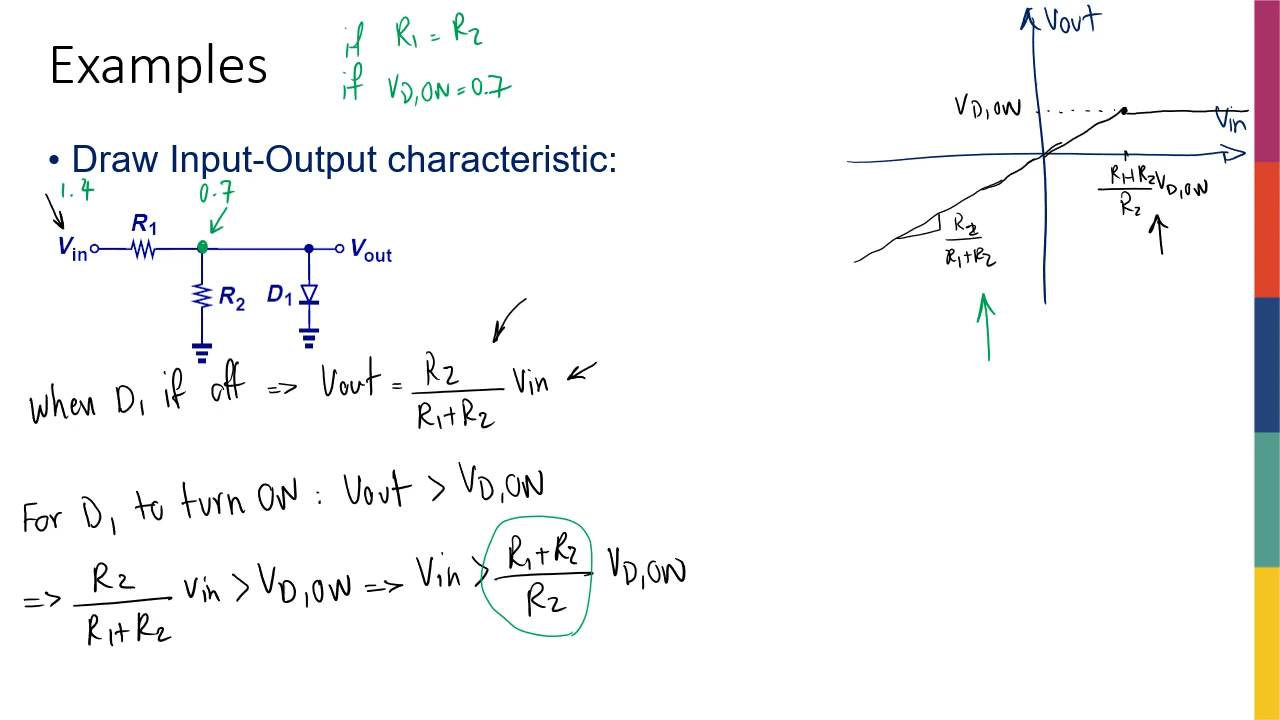 Examples
if R1 = R2
if VD,ON = 0.7
• Draw Input-Output characteristic:
1.4
0.7
Vin
R1
Vout
R2
D1
When D1 if off => Vout = R2 / R1+R2 Vin
For D1 to turn ON : Vout > VD,ON
=> R2 / R1+R2 Vin > VD,ON => Vin > R1+R2 / R2 VD,ON
Vout
VD,ON
Vin
R1+R2 / R2 VD,ON
R2 / R1+R2